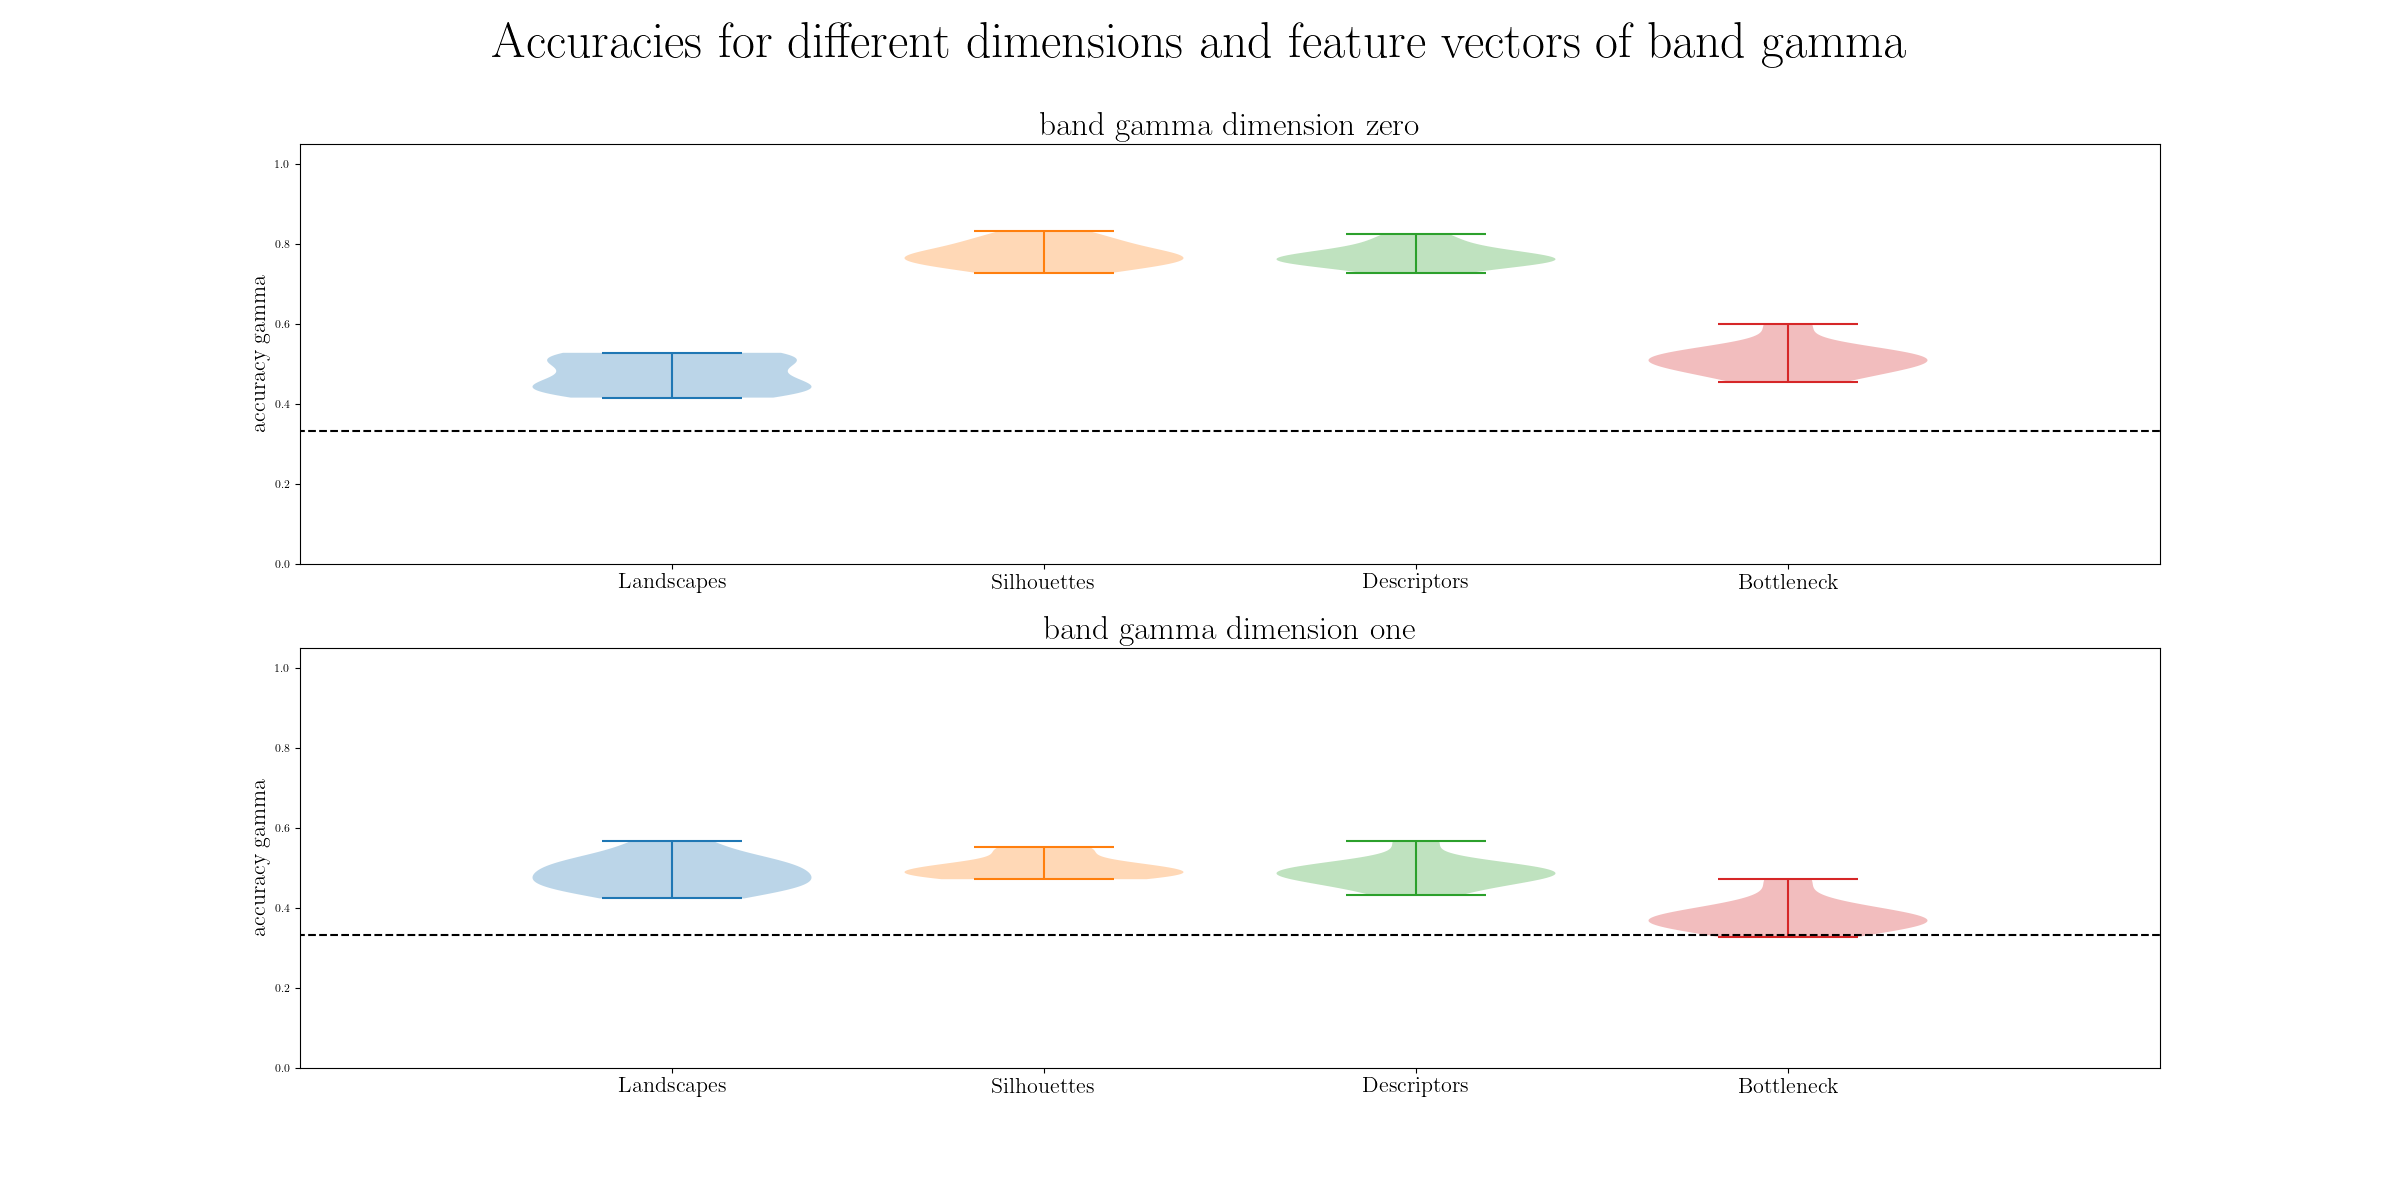 Accuracies for different dimensions and feature vectors of band gamma
band gamma dimension zero
1.0
0.8
0.6
0.4
0.2
0.0
accuracy gamma
Landscapes Silhouettes Descriptors Bottleneck
band gamma dimension one
1.0
0.8
0.6
0.4
0.2
0.0
accuracy gamma
Landscapes Silhouettes Descriptors Bottleneck